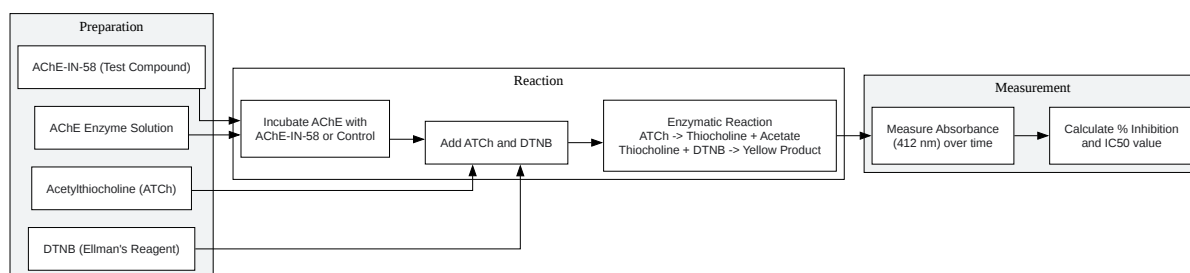 Preparation
AChE-IN-58 (Test Compound)
AChE Enzyme Solution
Acetylthiocholine (ATCh)
DTNB (Ellman's Reagent)
Reaction
Incubate AChE with
AChE-IN-58 or Control
Add ATCh and DTNB
Enzymatic Reaction
ATCh -> Thiocholine + Acetate
Thiocholine + DTNB -> Yellow Product
Measurement
Measure Absorbance
(412 nm) over time
Calculate % Inhibition
and IC50 value